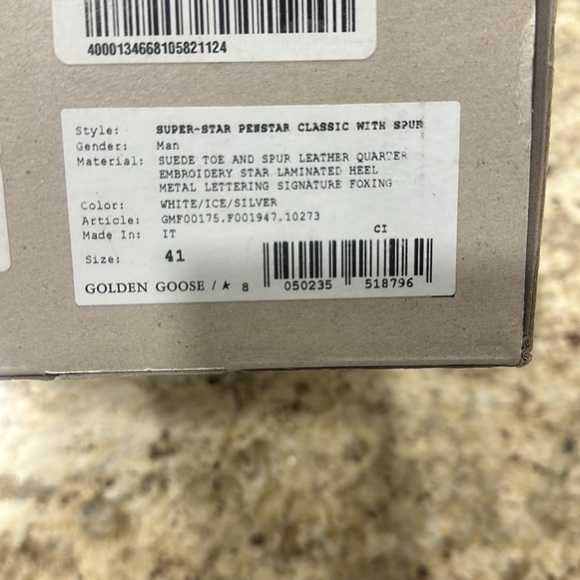 4000134668105821124
Style: SUPER-STAR PENSTAR CLASSIC WITH SPUR
Gender: Man
Material: SUEDE TOE AND SPUR LEATHER QUARTER
EMBROIDERY STAR LAMINATED HEEL
METAL LETTERING SIGNATURE FOXING
Color: WHITE/ICE/SILVER
Article: GMF00175.F001947.10273
Made In: IT
CI
Size: 41
GOLDEN GOOSE / ★ 8 050235 518796